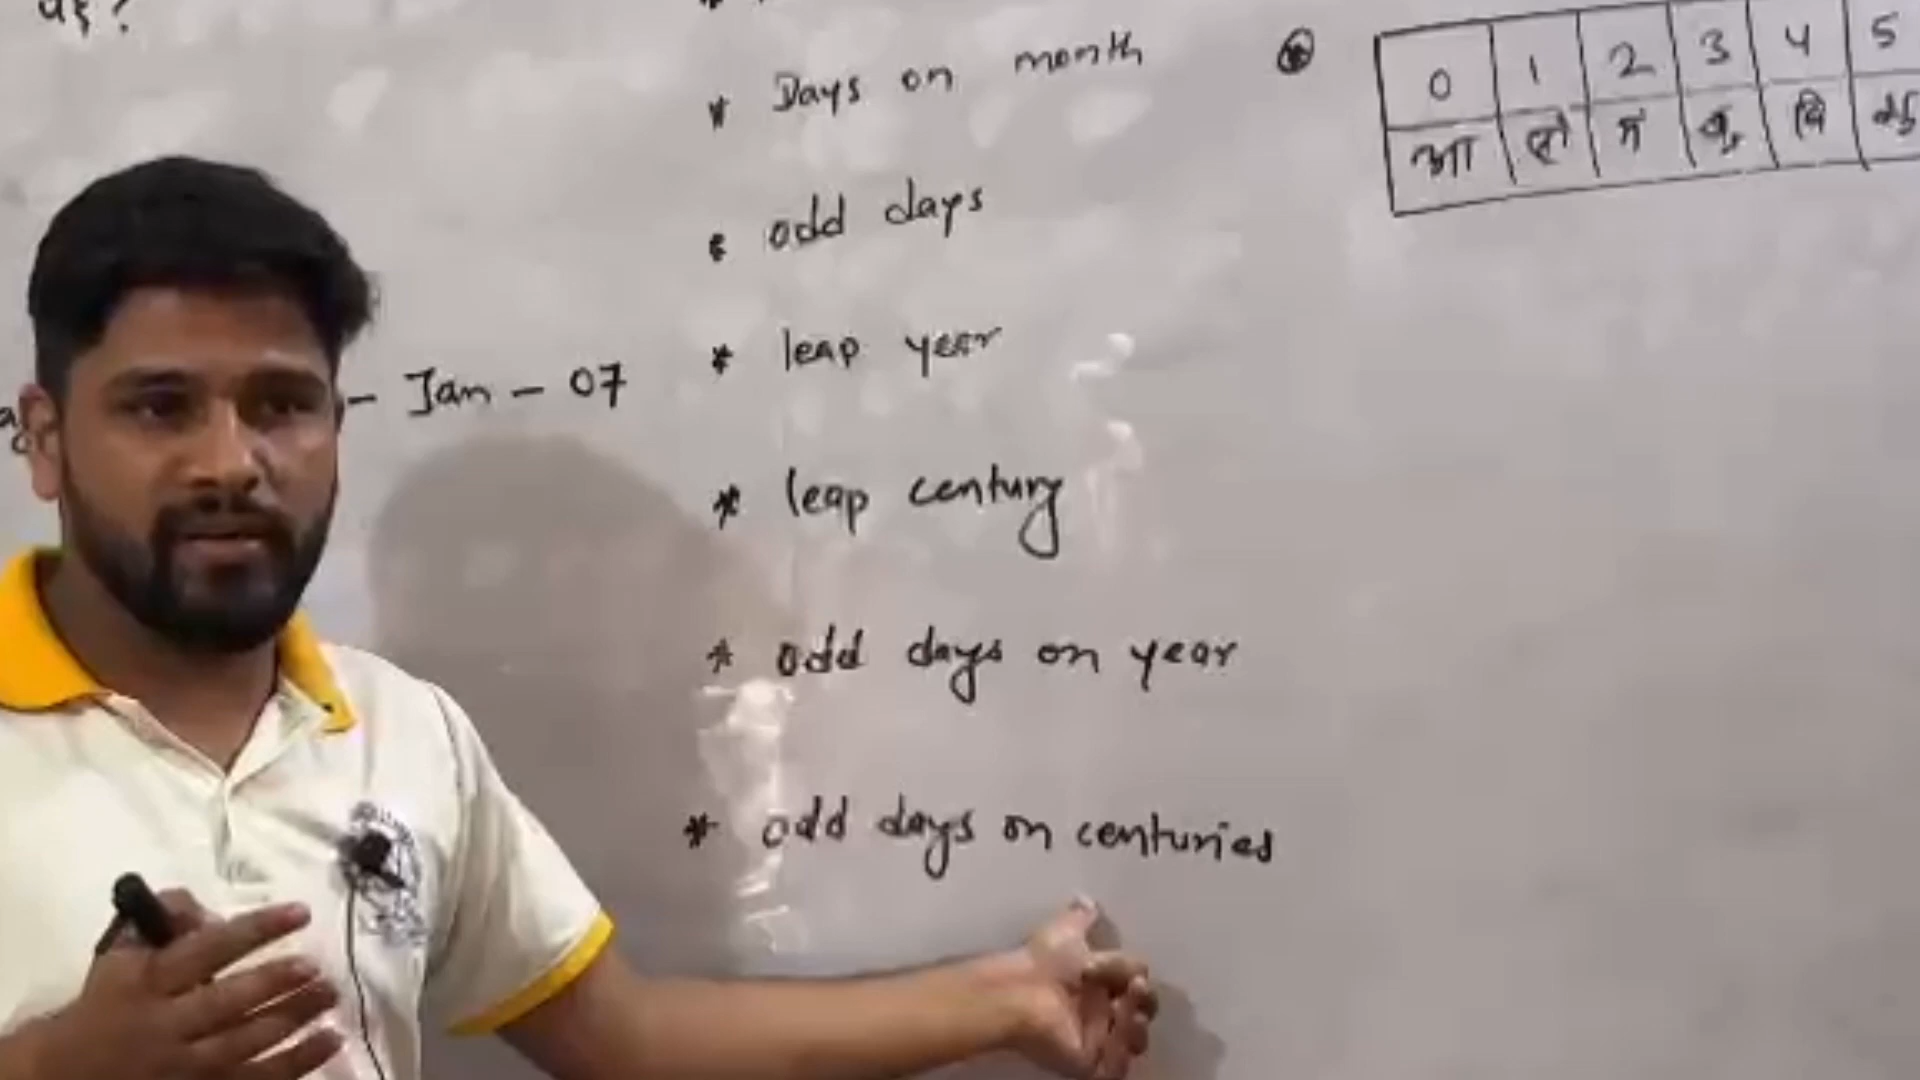 * Days on month
* odd days
* leap year
- Jan - 07
* leap century
* odd days on year
* odd days on centuries
0 1 2 3 4 5
आ सो मं बु वि